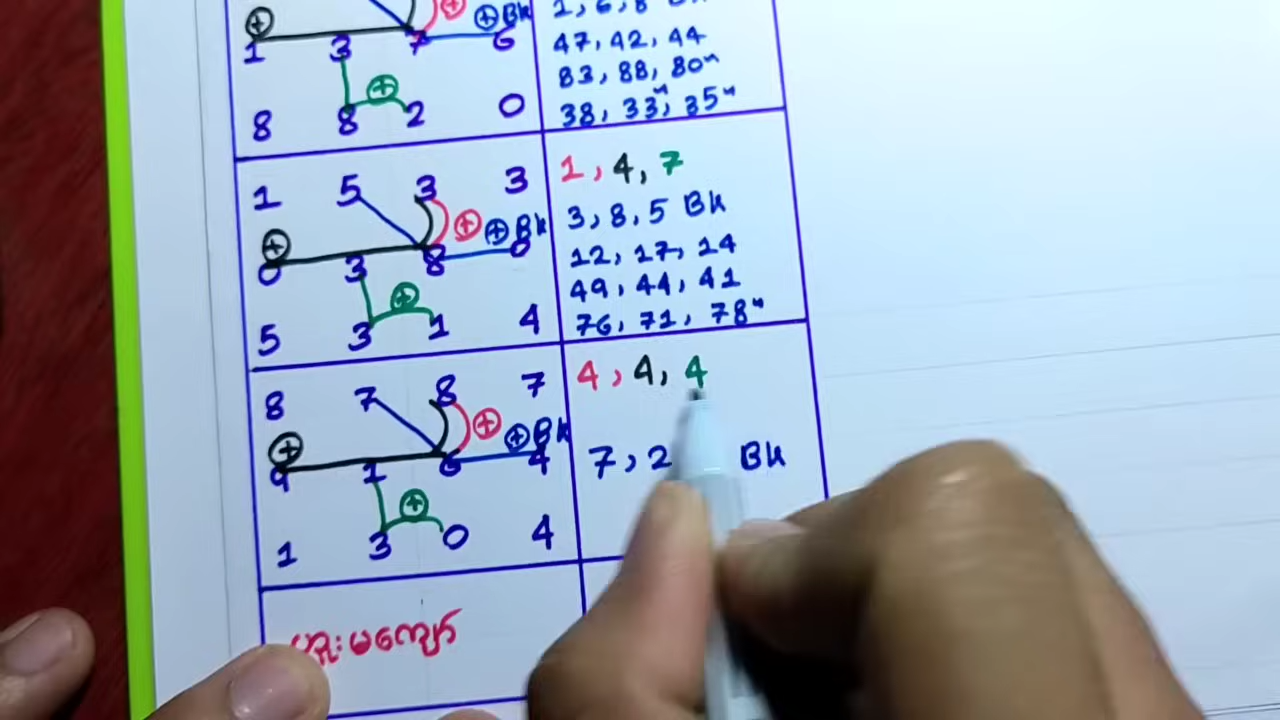 ⊕ ⊕ ⊕Bk
1 3 7 6
⊕
8 8 2 0
1, 6, 8 Bk
47, 42, 44
83, 88, 80"
38, 33", 35"
1 5 3 3
⊕ ⊕ ⊕Bk
0 3 8 0
⊕
5 3 1 4
1, 4, 7
3, 8, 5 Bk
12, 17, 14
49, 44, 41
76, 71, 78"
8 7 8 7
⊕ ⊕ ⊕Bk
9 1 6 4
⊕
1 3 0 4
4, 4, 4
7, 2 Bk